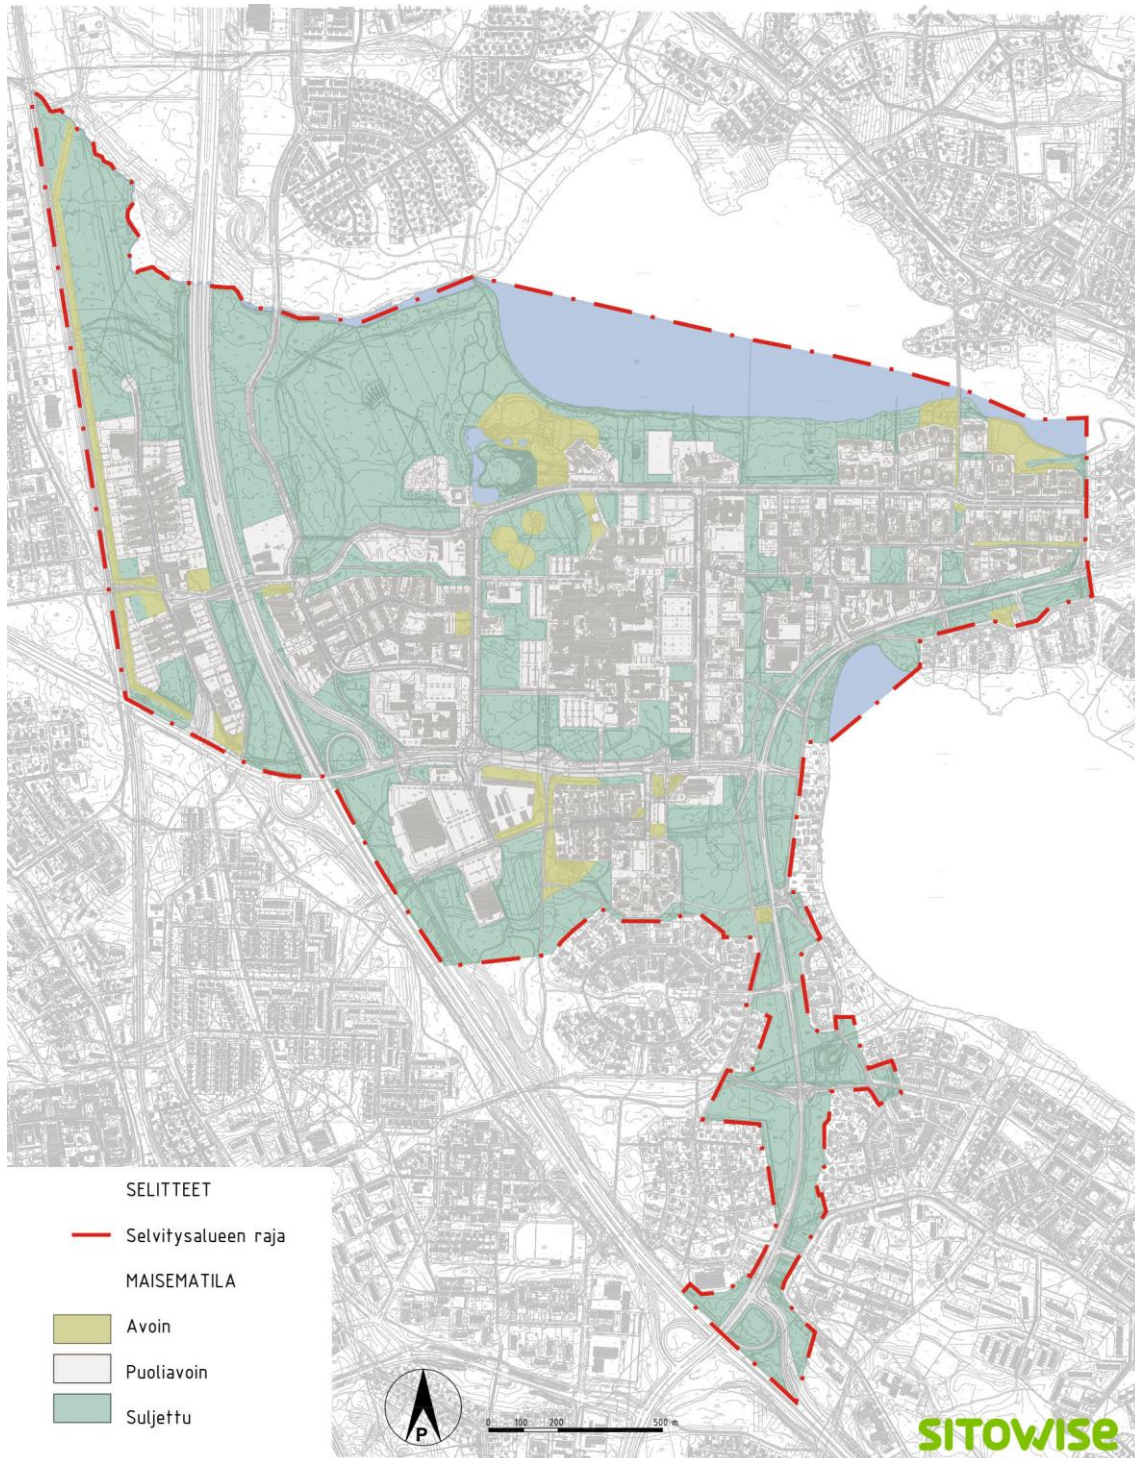 SELITTEET
Selvitysalueen raja
MAISEMATILA
Avoin
Puoliavoin
Suljettu
P
0 100 200 500 m
SITOWISE